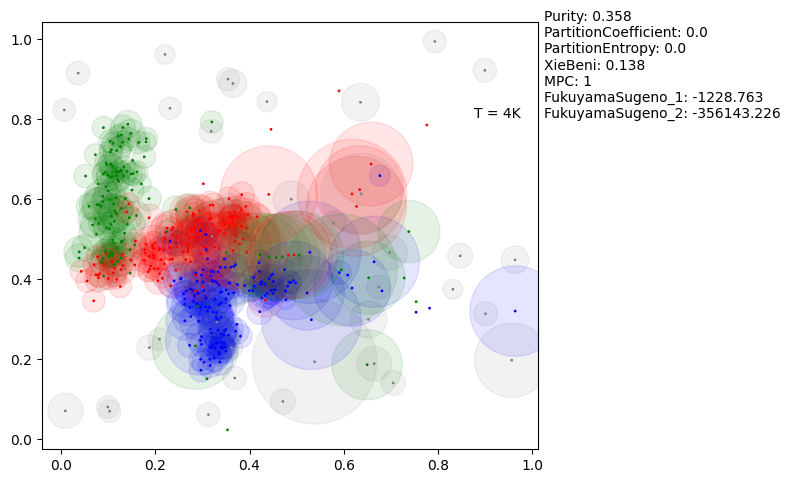 Purity: 0.358
PartitionCoefficient: 0.0
PartitionEntropy: 0.0
XieBeni: 0.138
MPC: 1
FukuyamaSugeno_1: -1228.763
FukuyamaSugeno_2: -356143.226
T = 4K
1.0
0.8
0.6
0.4
0.2
0.0
0.0 0.2 0.4 0.6 0.8 1.0